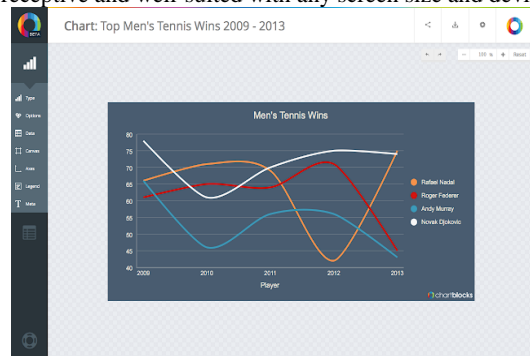 receptive and well-suited with any screen size and devi
BETA
Chart: Top Men's Tennis Wins 2009 - 2013
100 %
Reset
Type
Options
Data
Canvas
Axes
Legend
Meta
Men's Tennis Wins
80
75
70
65
60
55
50
45
40
2009 2010 2011 2012 2013
Player
Rafael Nadal
Roger Federer
Andy Murray
Novak Djokovic
chartblocks